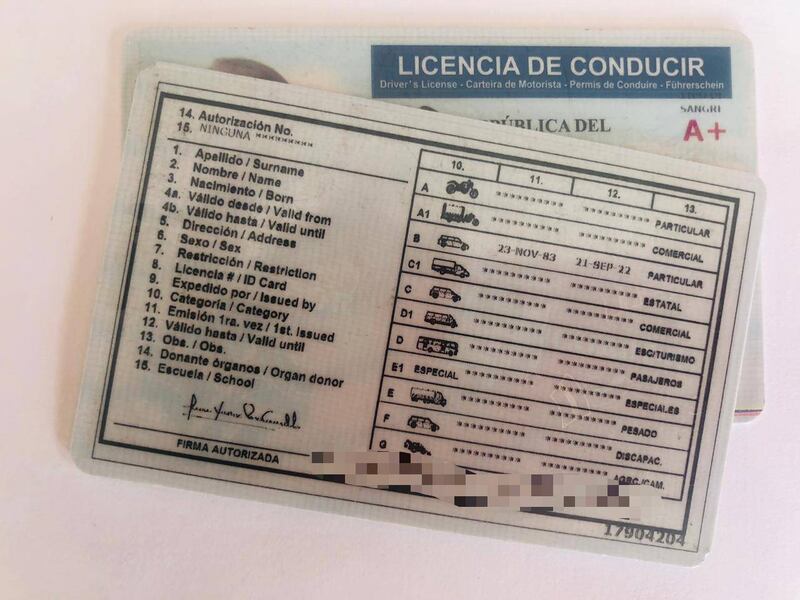 LICENCIA DE CONDUCIR
Driver's License - Carteira de Motorista - Permis de Conduire - Führerschein
SANGRE
REPÚBLICA DEL
A+
14. Autorización No.
15. NINGUNA *********
1. Apellido / Surname
2. Nombre / Name
3. Nacimiento / Born
4a. Válido desde / Valid from
4b. Válido hasta / Valid until
5. Dirección / Address
6. Sexo / Sex
7. Restricción / Restriction
8. Licencia # / ID Card
9. Expedido por / Issued by
10. Categoría / Category
11. Emisión 1ra. vez / 1st. Issued
12. Válido hasta / Valid until
13. Obs. / Obs.
14. Donante órganos / Organ donor
15. Escuela / School
FIRMA AUTORIZADA
10. 11. 12. 13.
A ********* ********* PARTICULAR
A1 ********* ********* COMERCIAL
B 23-NOV-83 21-SEP-22 PARTICULAR
C1 ********* ********* ESTATAL
C ********* ********* COMERCIAL
D1 ********* ********* ESC/TURISMO
D ********* ********* PASAJEROS
E1 ESPECIAL ********* ********* ESPECIALES
E ********* ********* PESADO
F ********* ********* DISCAPAC.
G ********* ********* AGRC./CAM.
17904204